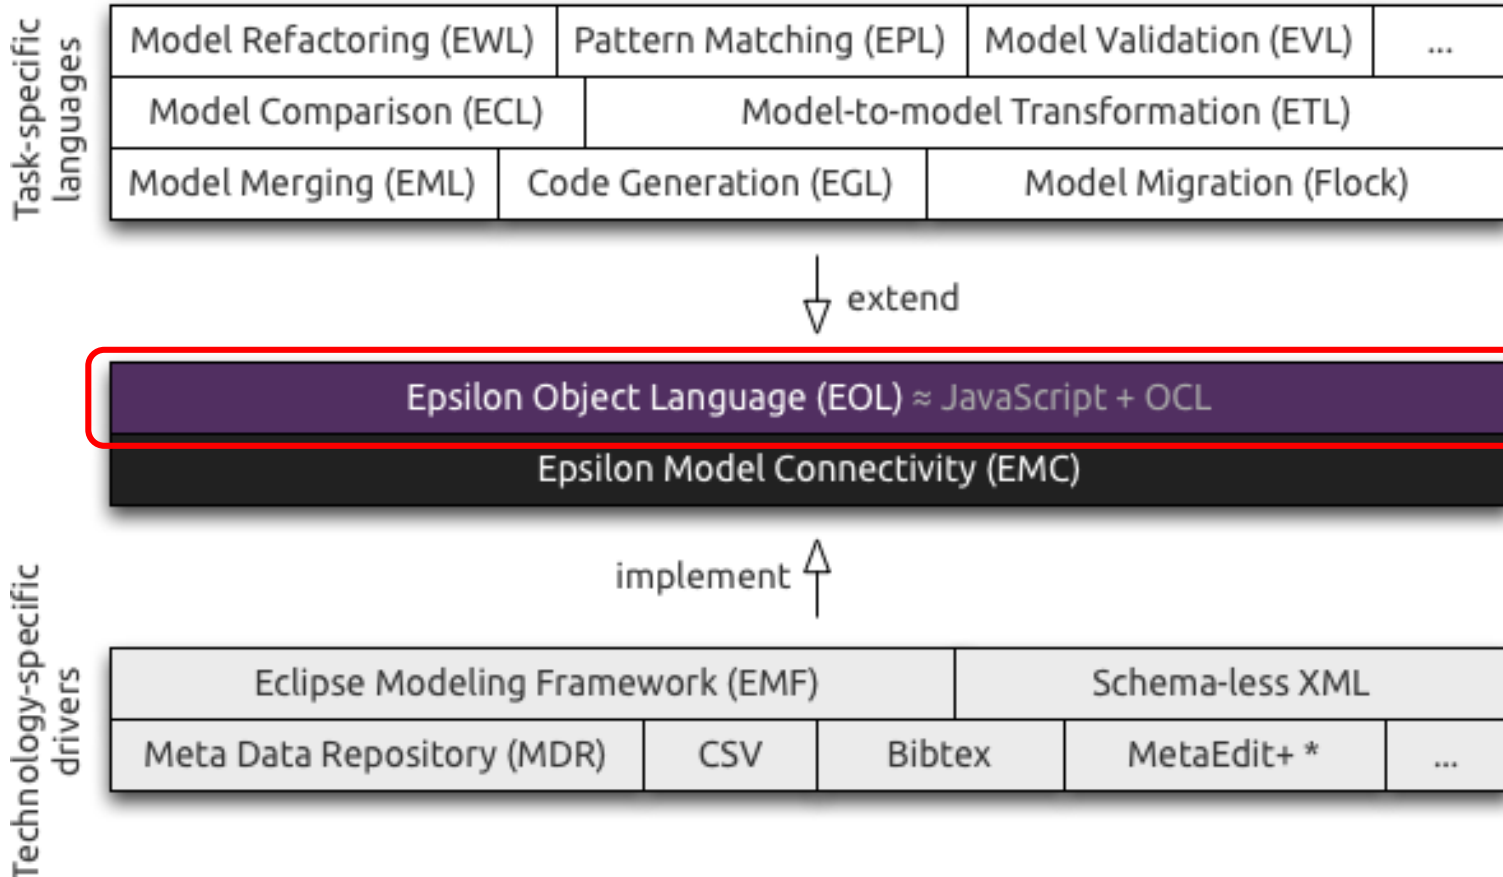 Task-specific
languages
Model Refactoring (EWL) Pattern Matching (EPL) Model Validation (EVL) ...
Model Comparison (ECL) Model-to-model Transformation (ETL)
Model Merging (EML) Code Generation (EGL) Model Migration (Flock)
extend
Epsilon Object Language (EOL) ≈ JavaScript + OCL
Epsilon Model Connectivity (EMC)
implement
Technology-specific
drivers
Eclipse Modeling Framework (EMF) Schema-less XML
Meta Data Repository (MDR) CSV Bibtex MetaEdit+ * ...